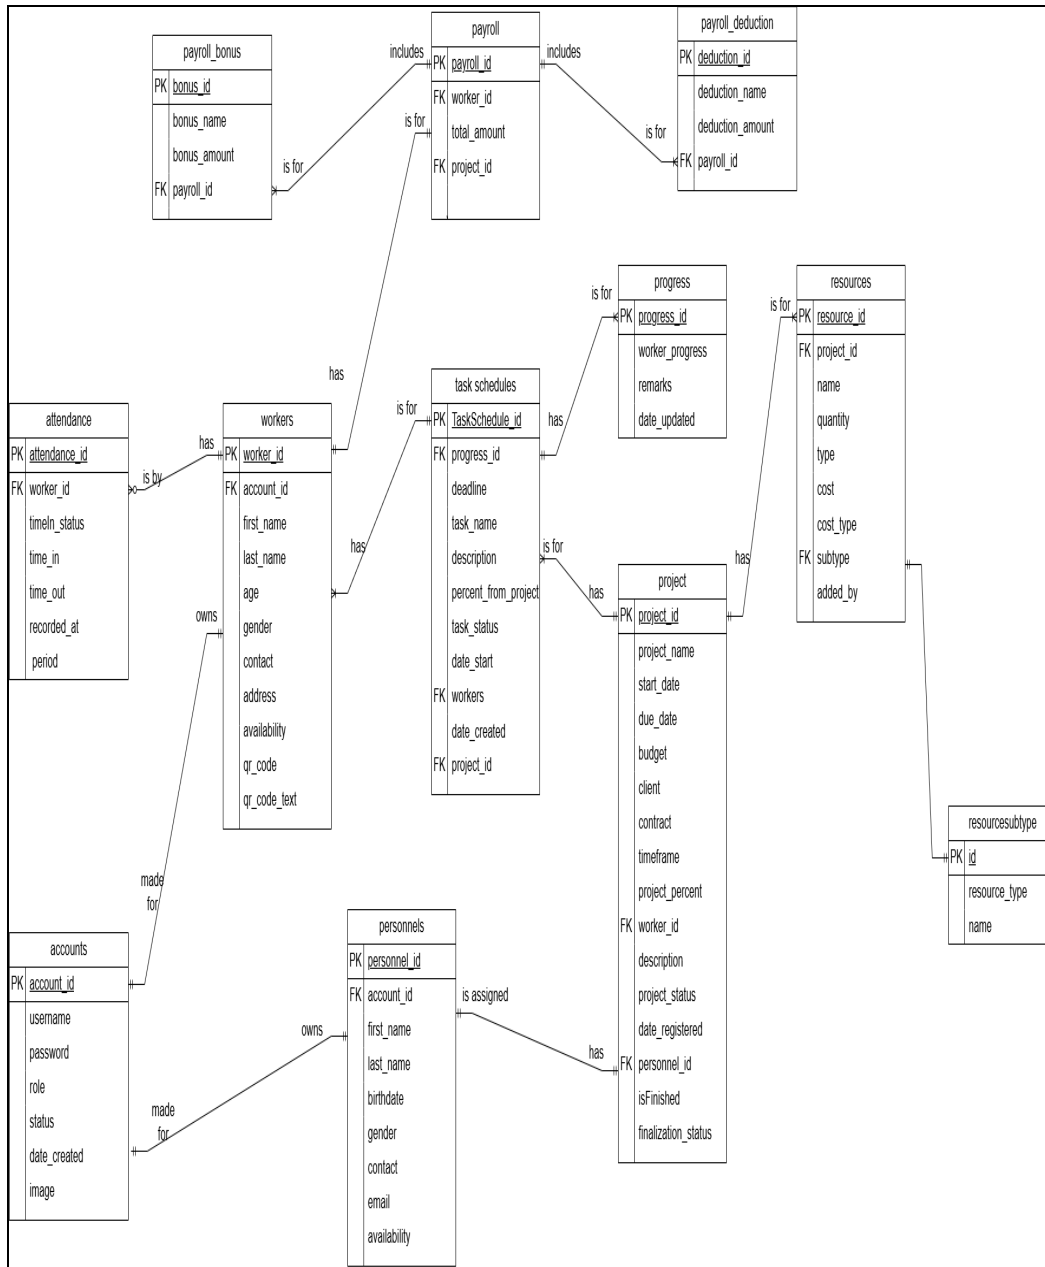 payroll_bonus
PK bonus_id
bonus_name
bonus_amount
FK payroll_id
includes
is for
payroll
PK payroll_id
FK worker_id
total_amount
FK project_id
includes
is for
payroll_deduction
PK deduction_id
deduction_name
deduction_amount
FK payroll_id
is for
has
attendance
PK attendance_id
FK worker_id
timeIn_status
time_in
time_out
recorded_at
period
has
is by
workers
PK worker_id
FK account_id
first_name
last_name
age
gender
contact
address
availability
qr_code
qr_code_text
is for
has
task schedules
PK TaskSchedule_id
FK progress_id
deadline
task_name
description
percent_from_project
task_status
date_start
FK workers
date_created
FK project_id
is for
has
progress
PK progress_id
worker_progress
remarks
date_updated
is for
has
project
PK project_id
project_name
start_date
due_date
budget
client
contract
timeframe
project_percent
FK worker_id
description
project_status
date_registered
FK personnel_id
isFinished
finalization_status
is for
has
resources
PK resource_id
FK project_id
name
quantity
type
cost
cost_type
FK subtype
added_by
resourcesubtype
PK id
resource_type
name
owns
made
for
accounts
PK account_id
username
password
role
status
date_created
image
owns
made
for
personnels
PK personnel_id
FK account_id
first_name
last_name
birthdate
gender
contact
email
availability
is assigned
has